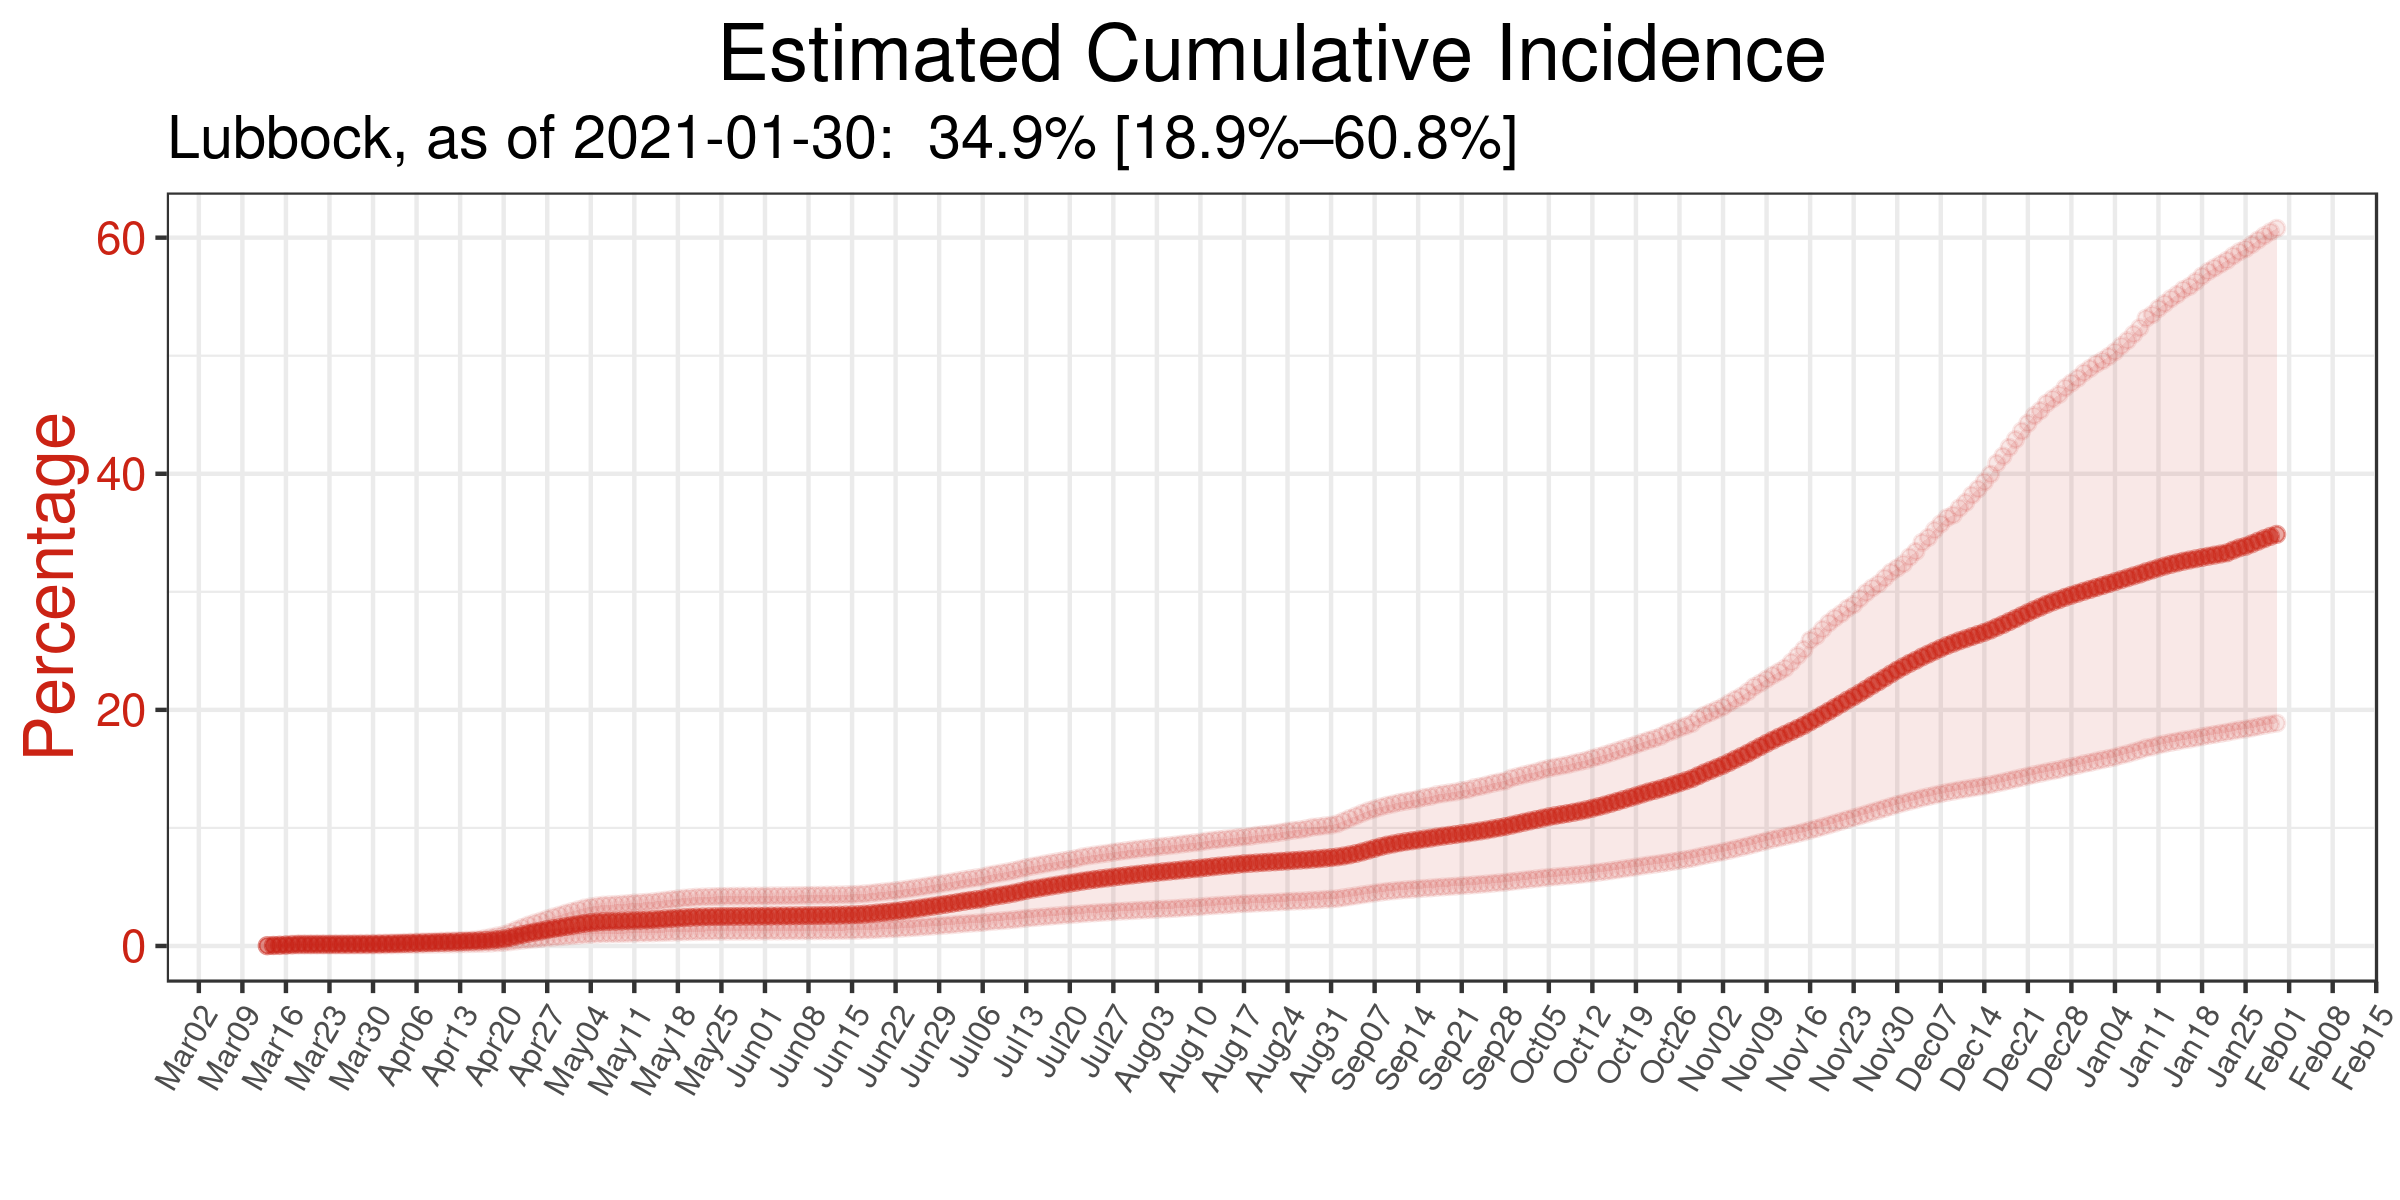 Estimated Cumulative Incidence
Lubbock, as of 2021-01-30:  34.9% [18.9%–60.8%]
Percentage
60
40
20
0
Mar02
Mar09
Mar16
Mar23
Mar30
Apr06
Apr13
Apr20
Apr27
May04
May11
May18
May25
Jun01
Jun08
Jun15
Jun22
Jun29
Jul06
Jul13
Jul20
Jul27
Aug03
Aug10
Aug17
Aug24
Aug31
Sep07
Sep14
Sep21
Sep28
Oct05
Oct12
Oct19
Oct26
Nov02
Nov09
Nov16
Nov23
Nov30
Dec07
Dec14
Dec21
Dec28
Jan04
Jan11
Jan18
Jan25
Feb01
Feb08
Feb15